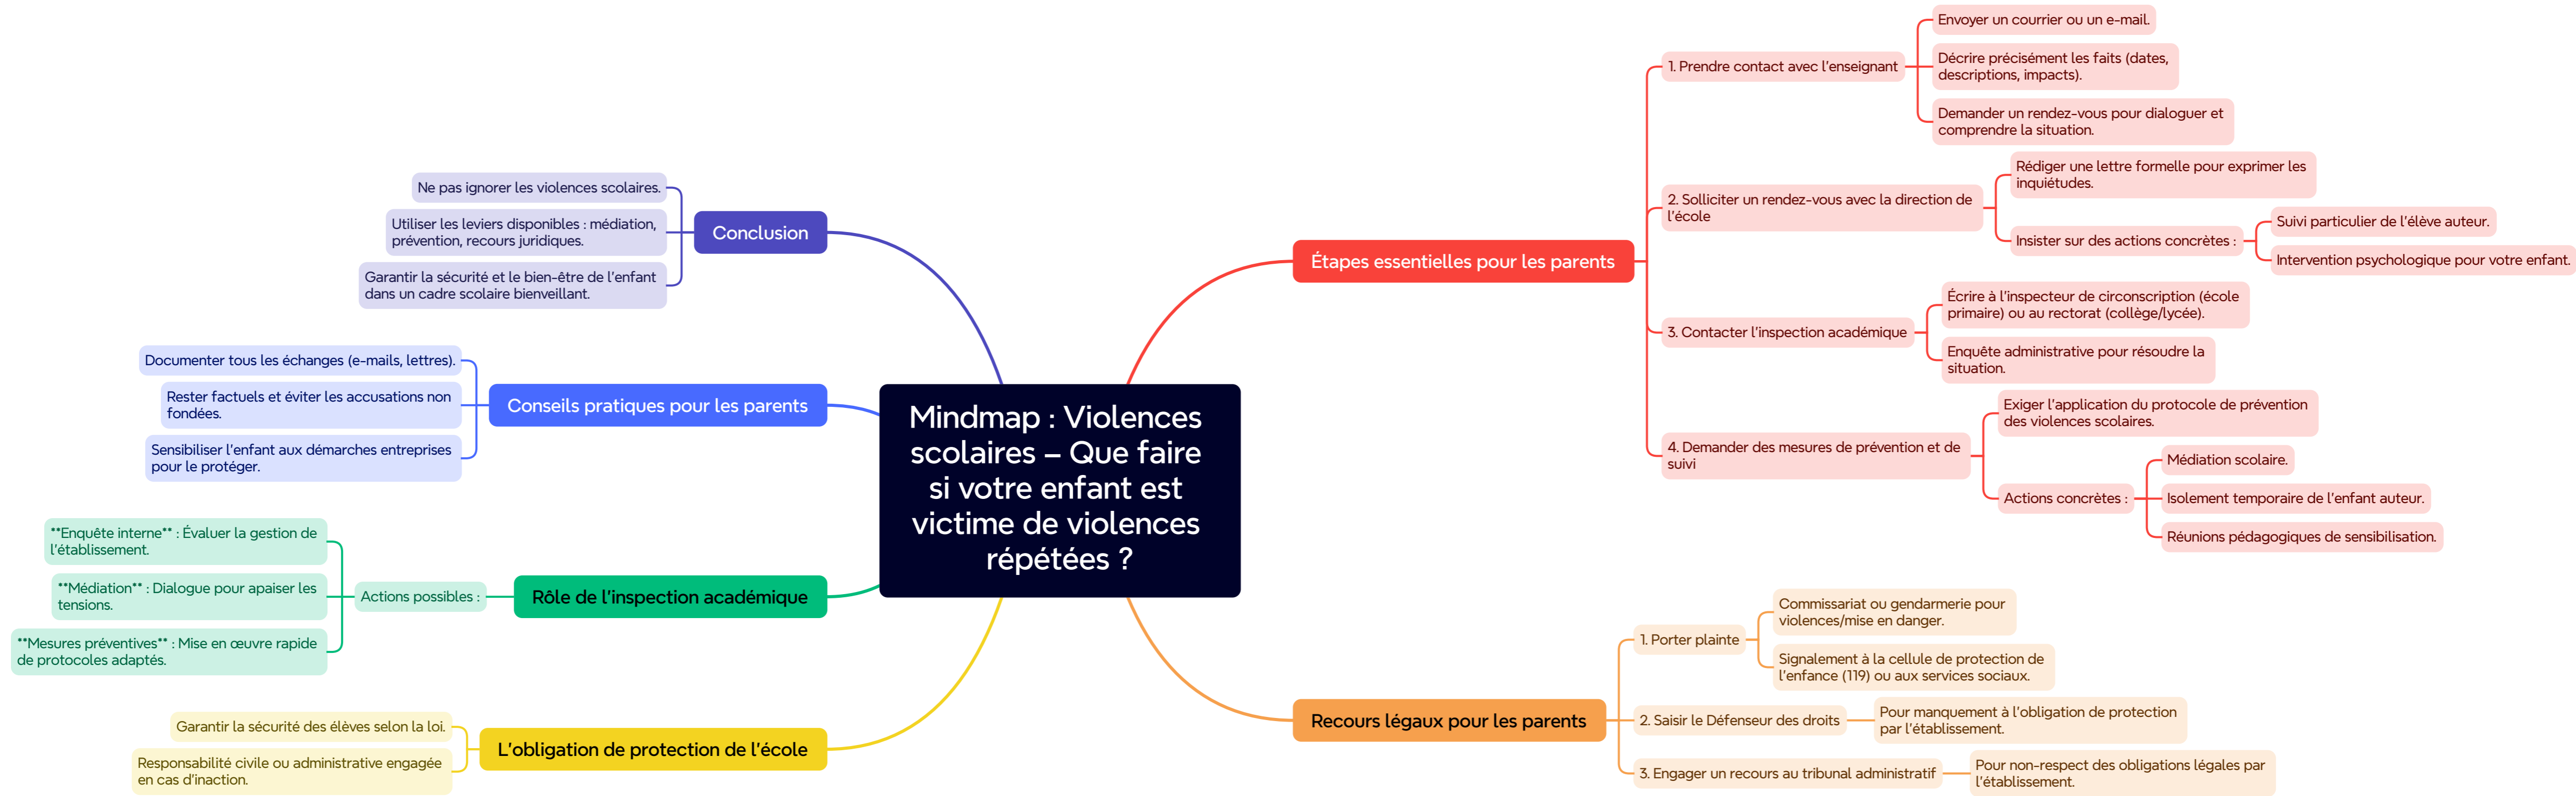 Mindmap : Violences
scolaires – Que faire
si votre enfant est
victime de violences
répétées ?
Étapes essentielles pour les parents
1. Prendre contact avec l'enseignant
Envoyer un courrier ou un e-mail.
Décrire précisément les faits (dates,
descriptions, impacts).
Demander un rendez-vous pour dialoguer et
comprendre la situation.
2. Solliciter un rendez-vous avec la direction de
l'école
Rédiger une lettre formelle pour exprimer les
inquiétudes.
Insister sur des actions concrètes :
Suivi particulier de l'élève auteur.
Intervention psychologique pour votre enfant.
3. Contacter l'inspection académique
Écrire à l'inspecteur de circonscription (école
primaire) ou au rectorat (collège/lycée).
Enquête administrative pour résoudre la
situation.
4. Demander des mesures de prévention et de
suivi
Exiger l'application du protocole de prévention
des violences scolaires.
Actions concrètes :
Médiation scolaire.
Isolement temporaire de l'enfant auteur.
Réunions pédagogiques de sensibilisation.
Recours légaux pour les parents
1. Porter plainte
Commissariat ou gendarmerie pour
violences/mise en danger.
Signalement à la cellule de protection de
l'enfance (119) ou aux services sociaux.
2. Saisir le Défenseur des droits
Pour manquement à l'obligation de protection
par l'établissement.
3. Engager un recours au tribunal administratif
Pour non-respect des obligations légales par
l'établissement.
L'obligation de protection de l'école
Garantir la sécurité des élèves selon la loi.
Responsabilité civile ou administrative engagée
en cas d'inaction.
Rôle de l'inspection académique
Actions possibles :
**Enquête interne** : Évaluer la gestion de
l'établissement.
**Médiation** : Dialogue pour apaiser les
tensions.
**Mesures préventives** : Mise en œuvre rapide
de protocoles adaptés.
Conseils pratiques pour les parents
Documenter tous les échanges (e-mails, lettres).
Rester factuels et éviter les accusations non
fondées.
Sensibiliser l'enfant aux démarches entreprises
pour le protéger.
Conclusion
Ne pas ignorer les violences scolaires.
Utiliser les leviers disponibles : médiation,
prévention, recours juridiques.
Garantir la sécurité et le bien-être de l'enfant
dans un cadre scolaire bienveillant.